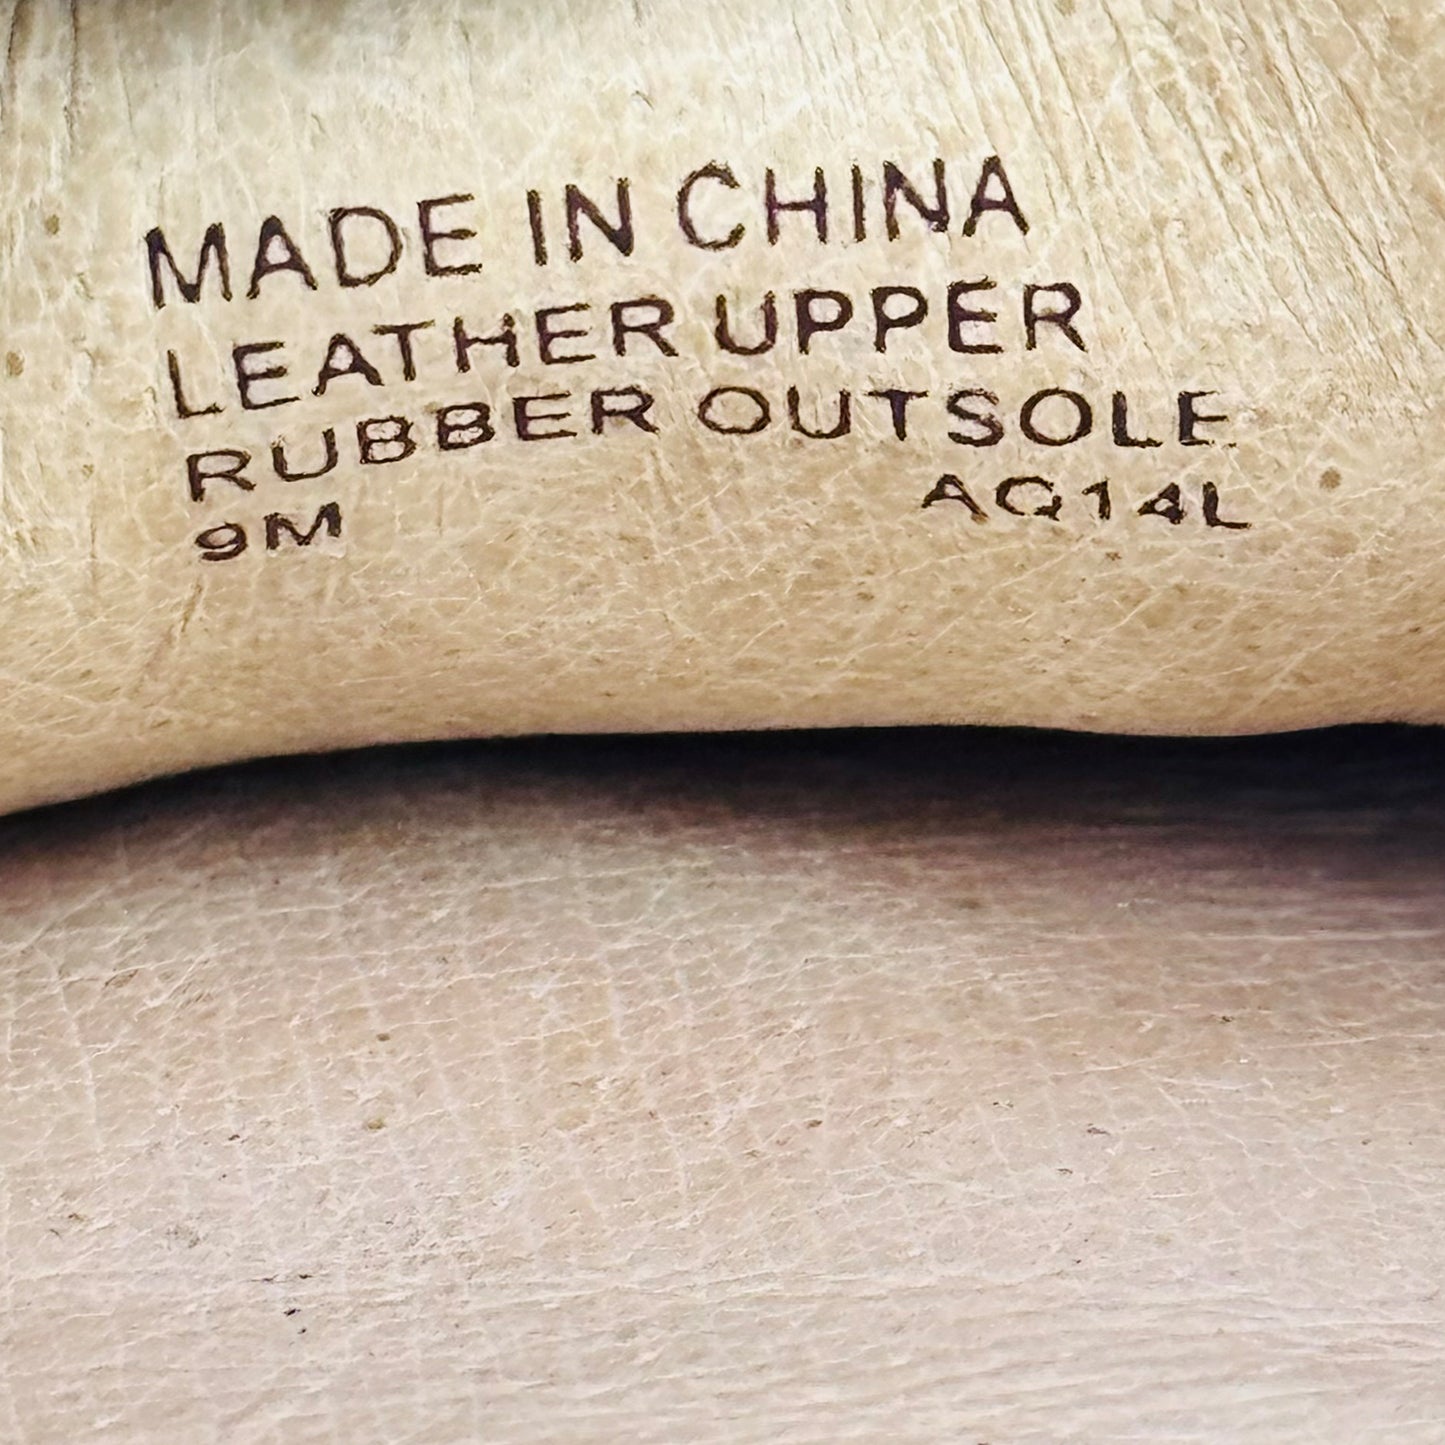 MADE IN CHINA
LEATHER UPPER
RUBBER OUTSOLE
9M AQ14L